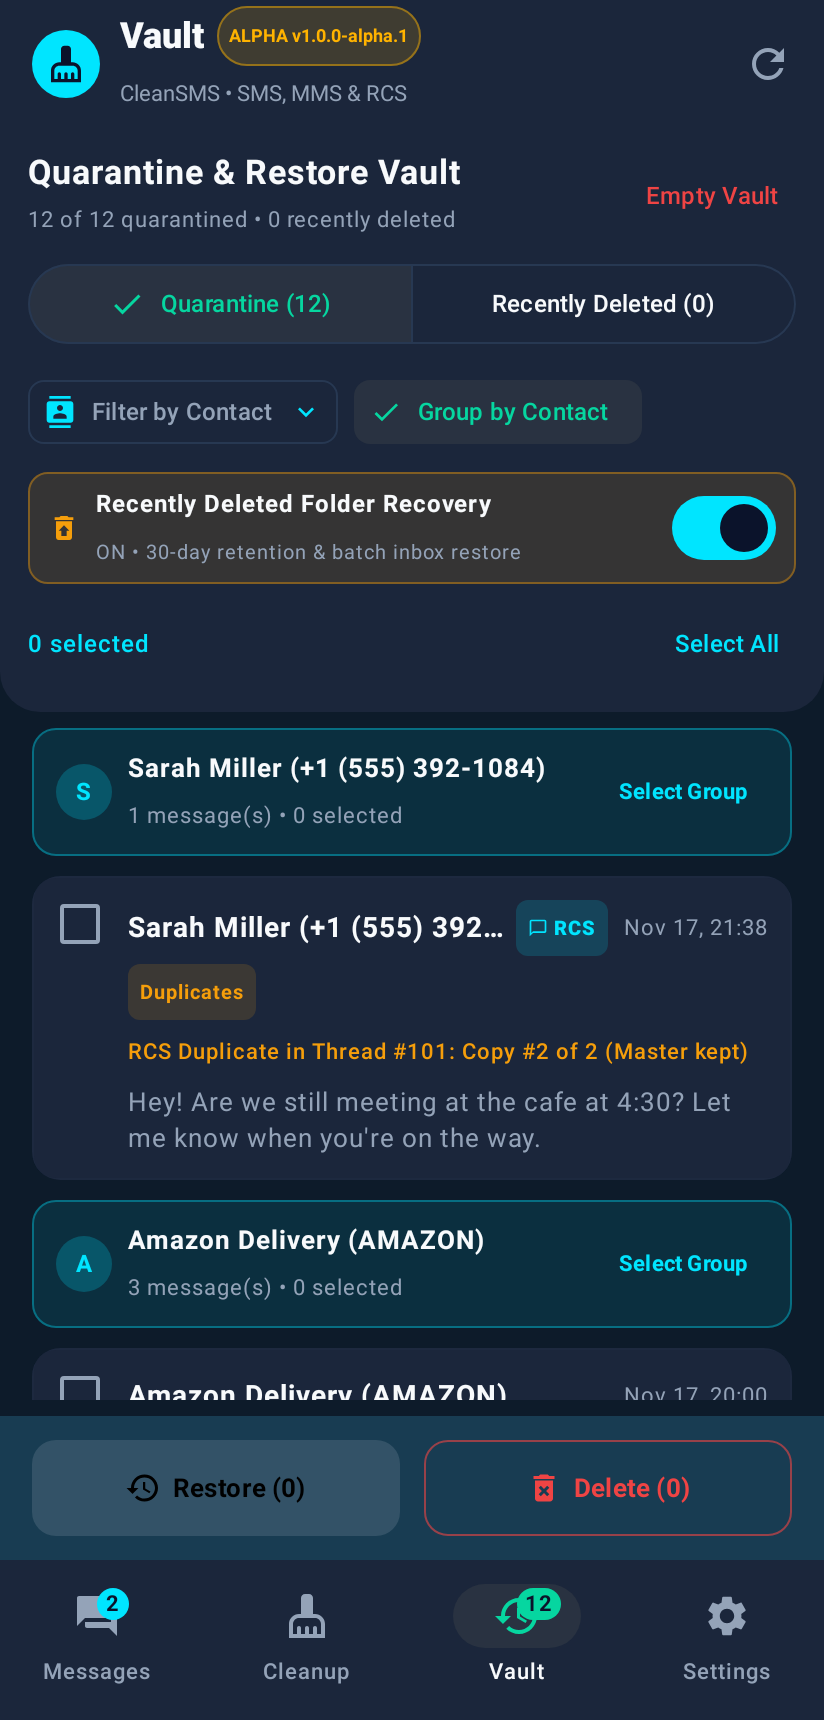 Vault
ALPHA v1.0.0-alpha.1
CleanSMS • SMS, MMS & RCS
Quarantine & Restore Vault
12 of 12 quarantined • 0 recently deleted
Empty Vault
Quarantine (12)
Recently Deleted (0)
Filter by Contact
Group by Contact
Recently Deleted Folder Recovery
ON • 30-day retention & batch inbox restore
0 selected
Select All
S
Sarah Miller (+1 (555) 392-1084)
1 message(s) • 0 selected
Select Group
Sarah Miller (+1 (555) 392...
RCS
Nov 17, 21:38
Duplicates
RCS Duplicate in Thread #101: Copy #2 of 2 (Master kept)
Hey! Are we still meeting at the cafe at 4:30? Let
me know when you're on the way.
A
Amazon Delivery (AMAZON)
3 message(s) • 0 selected
Select Group
Amazon Delivery (AMAZON)
Nov 17, 20:00
Restore (0)
Delete (0)
2
Messages
Cleanup
12
Vault
Settings